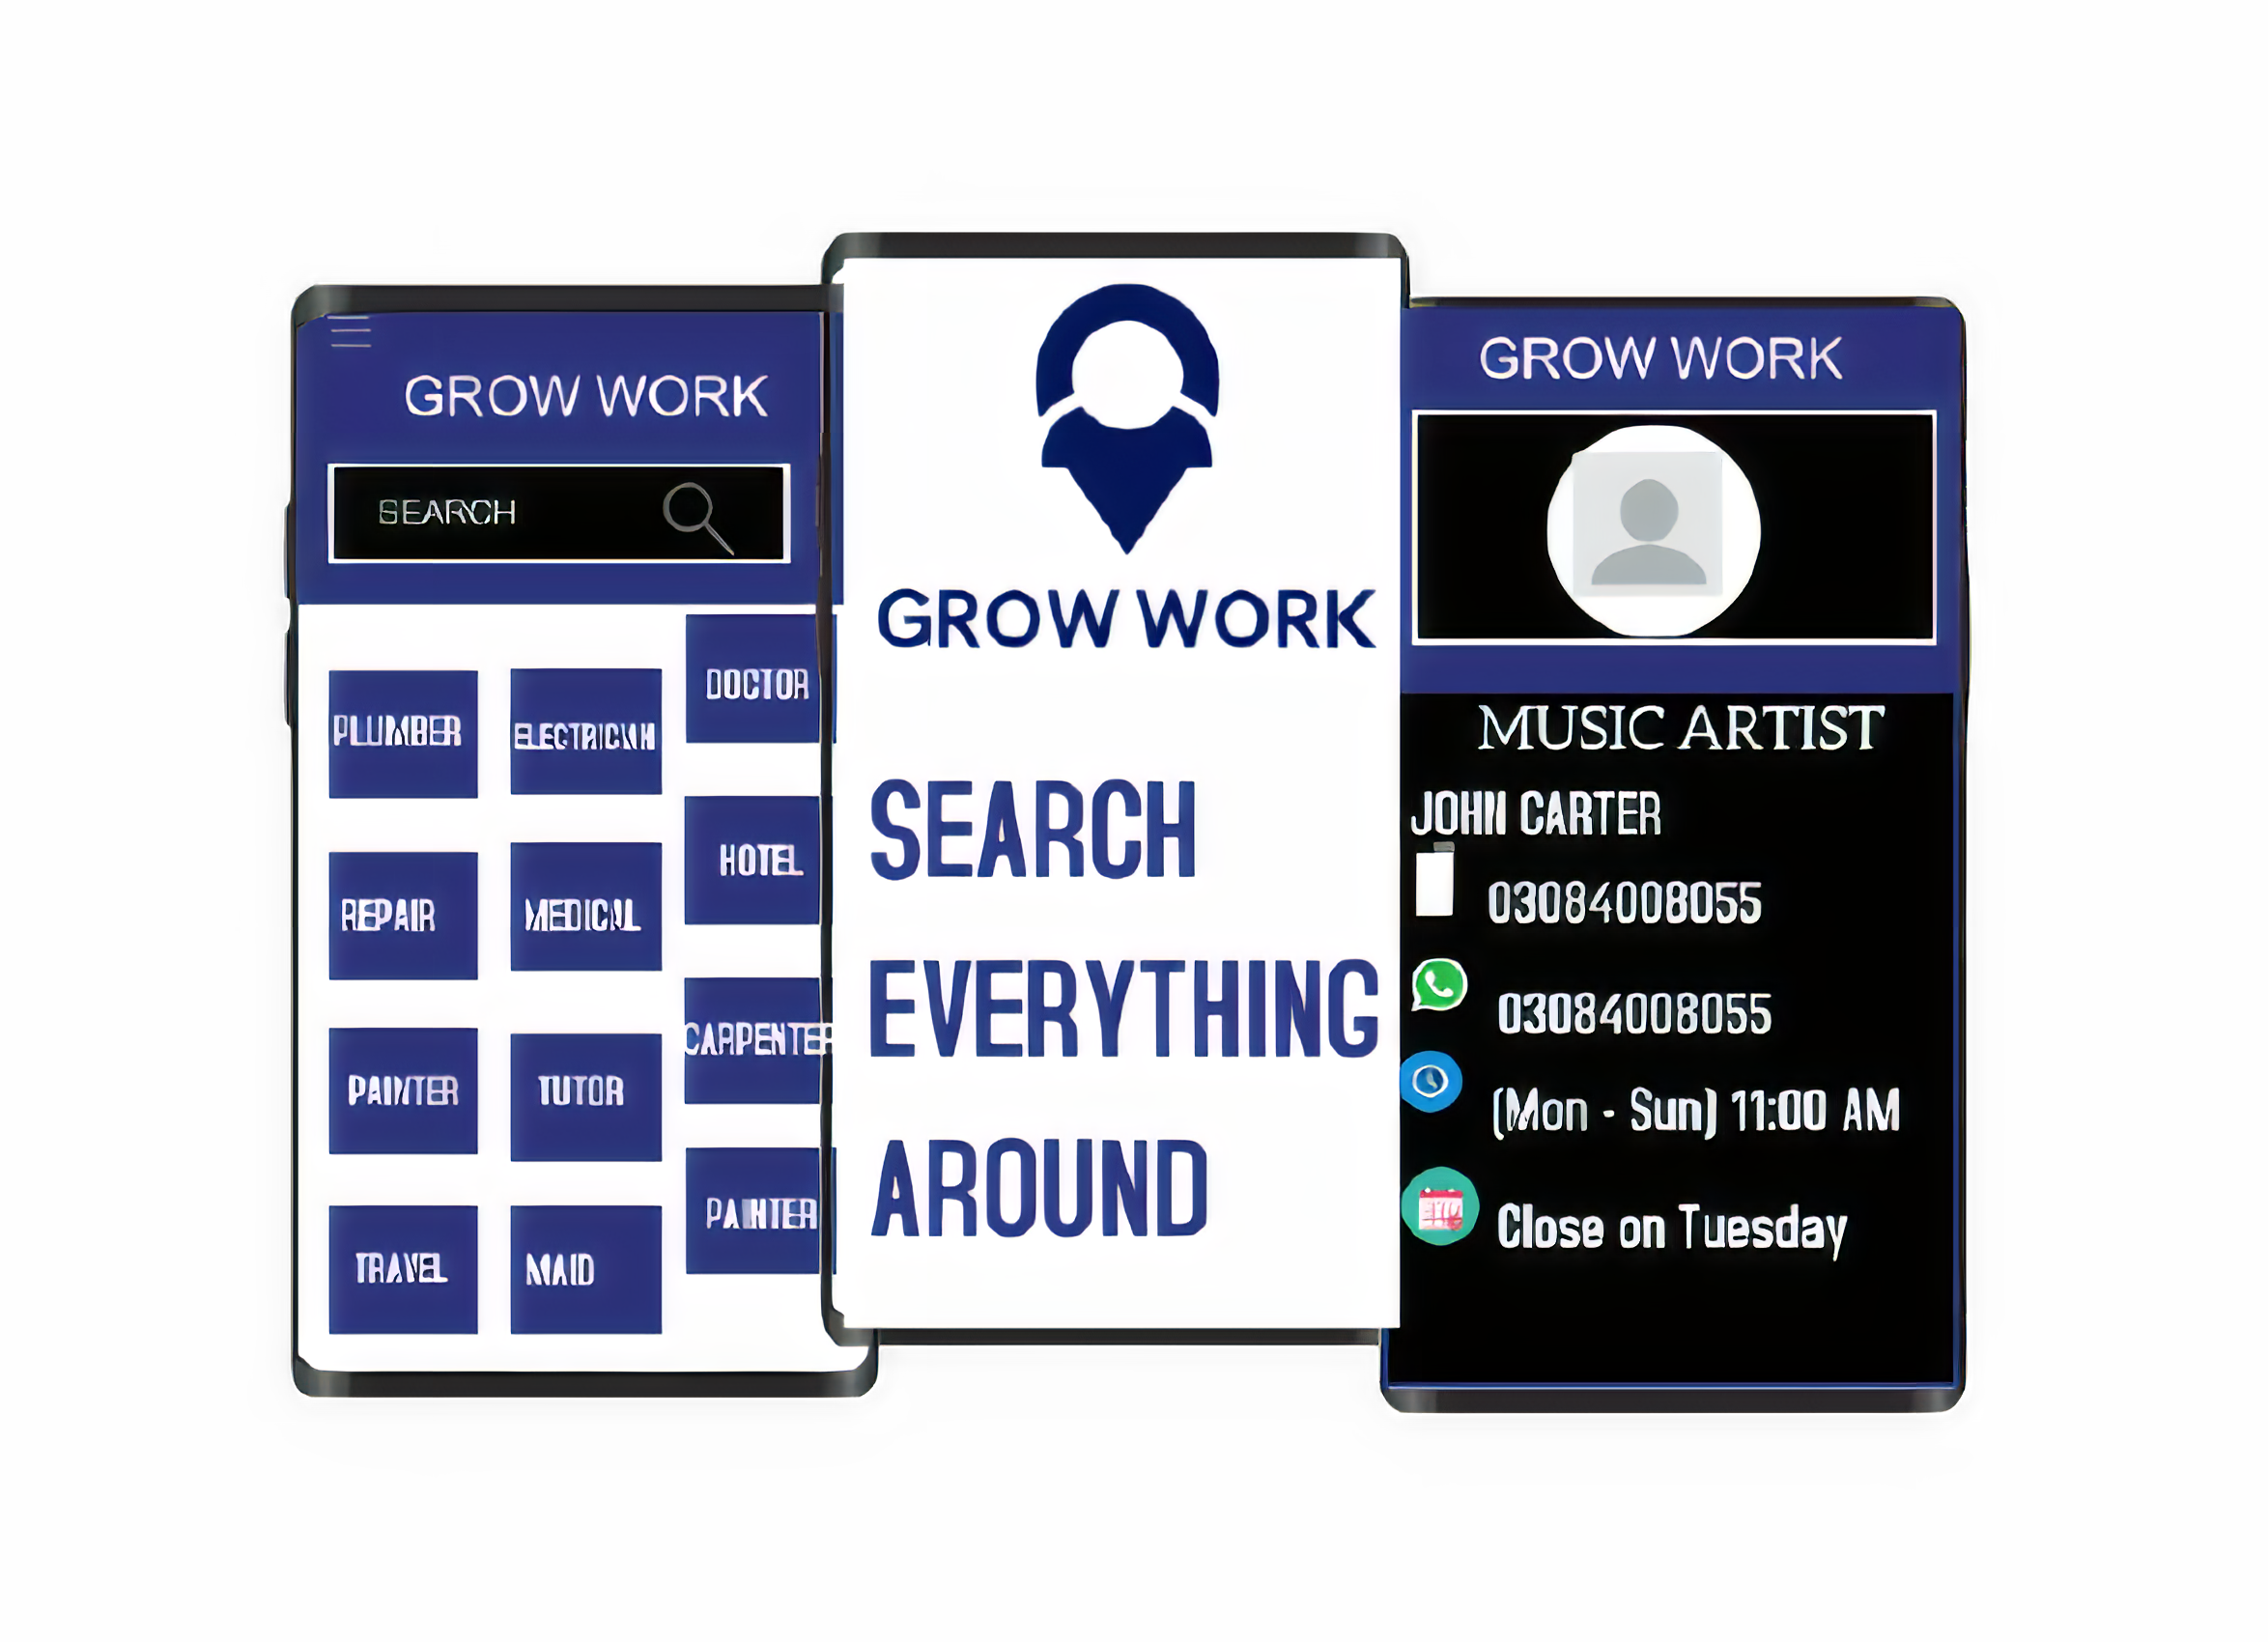 GROW WORK
SEARCH
PLUMBER
ELECTRICIAN
DOCTOR
REPAIR
MEDICAL
HOTEL
PAINTER
TUTOR
CARPENTER
TRAVEL
MAID
PAINTER
GROW WORK
SEARCH
EVERYTHING
AROUND
GROW WORK
MUSIC ARTIST
JOHN CARTER
03084008055
03084008055
(Mon - Sun) 11:00 AM
Close on Tuesday